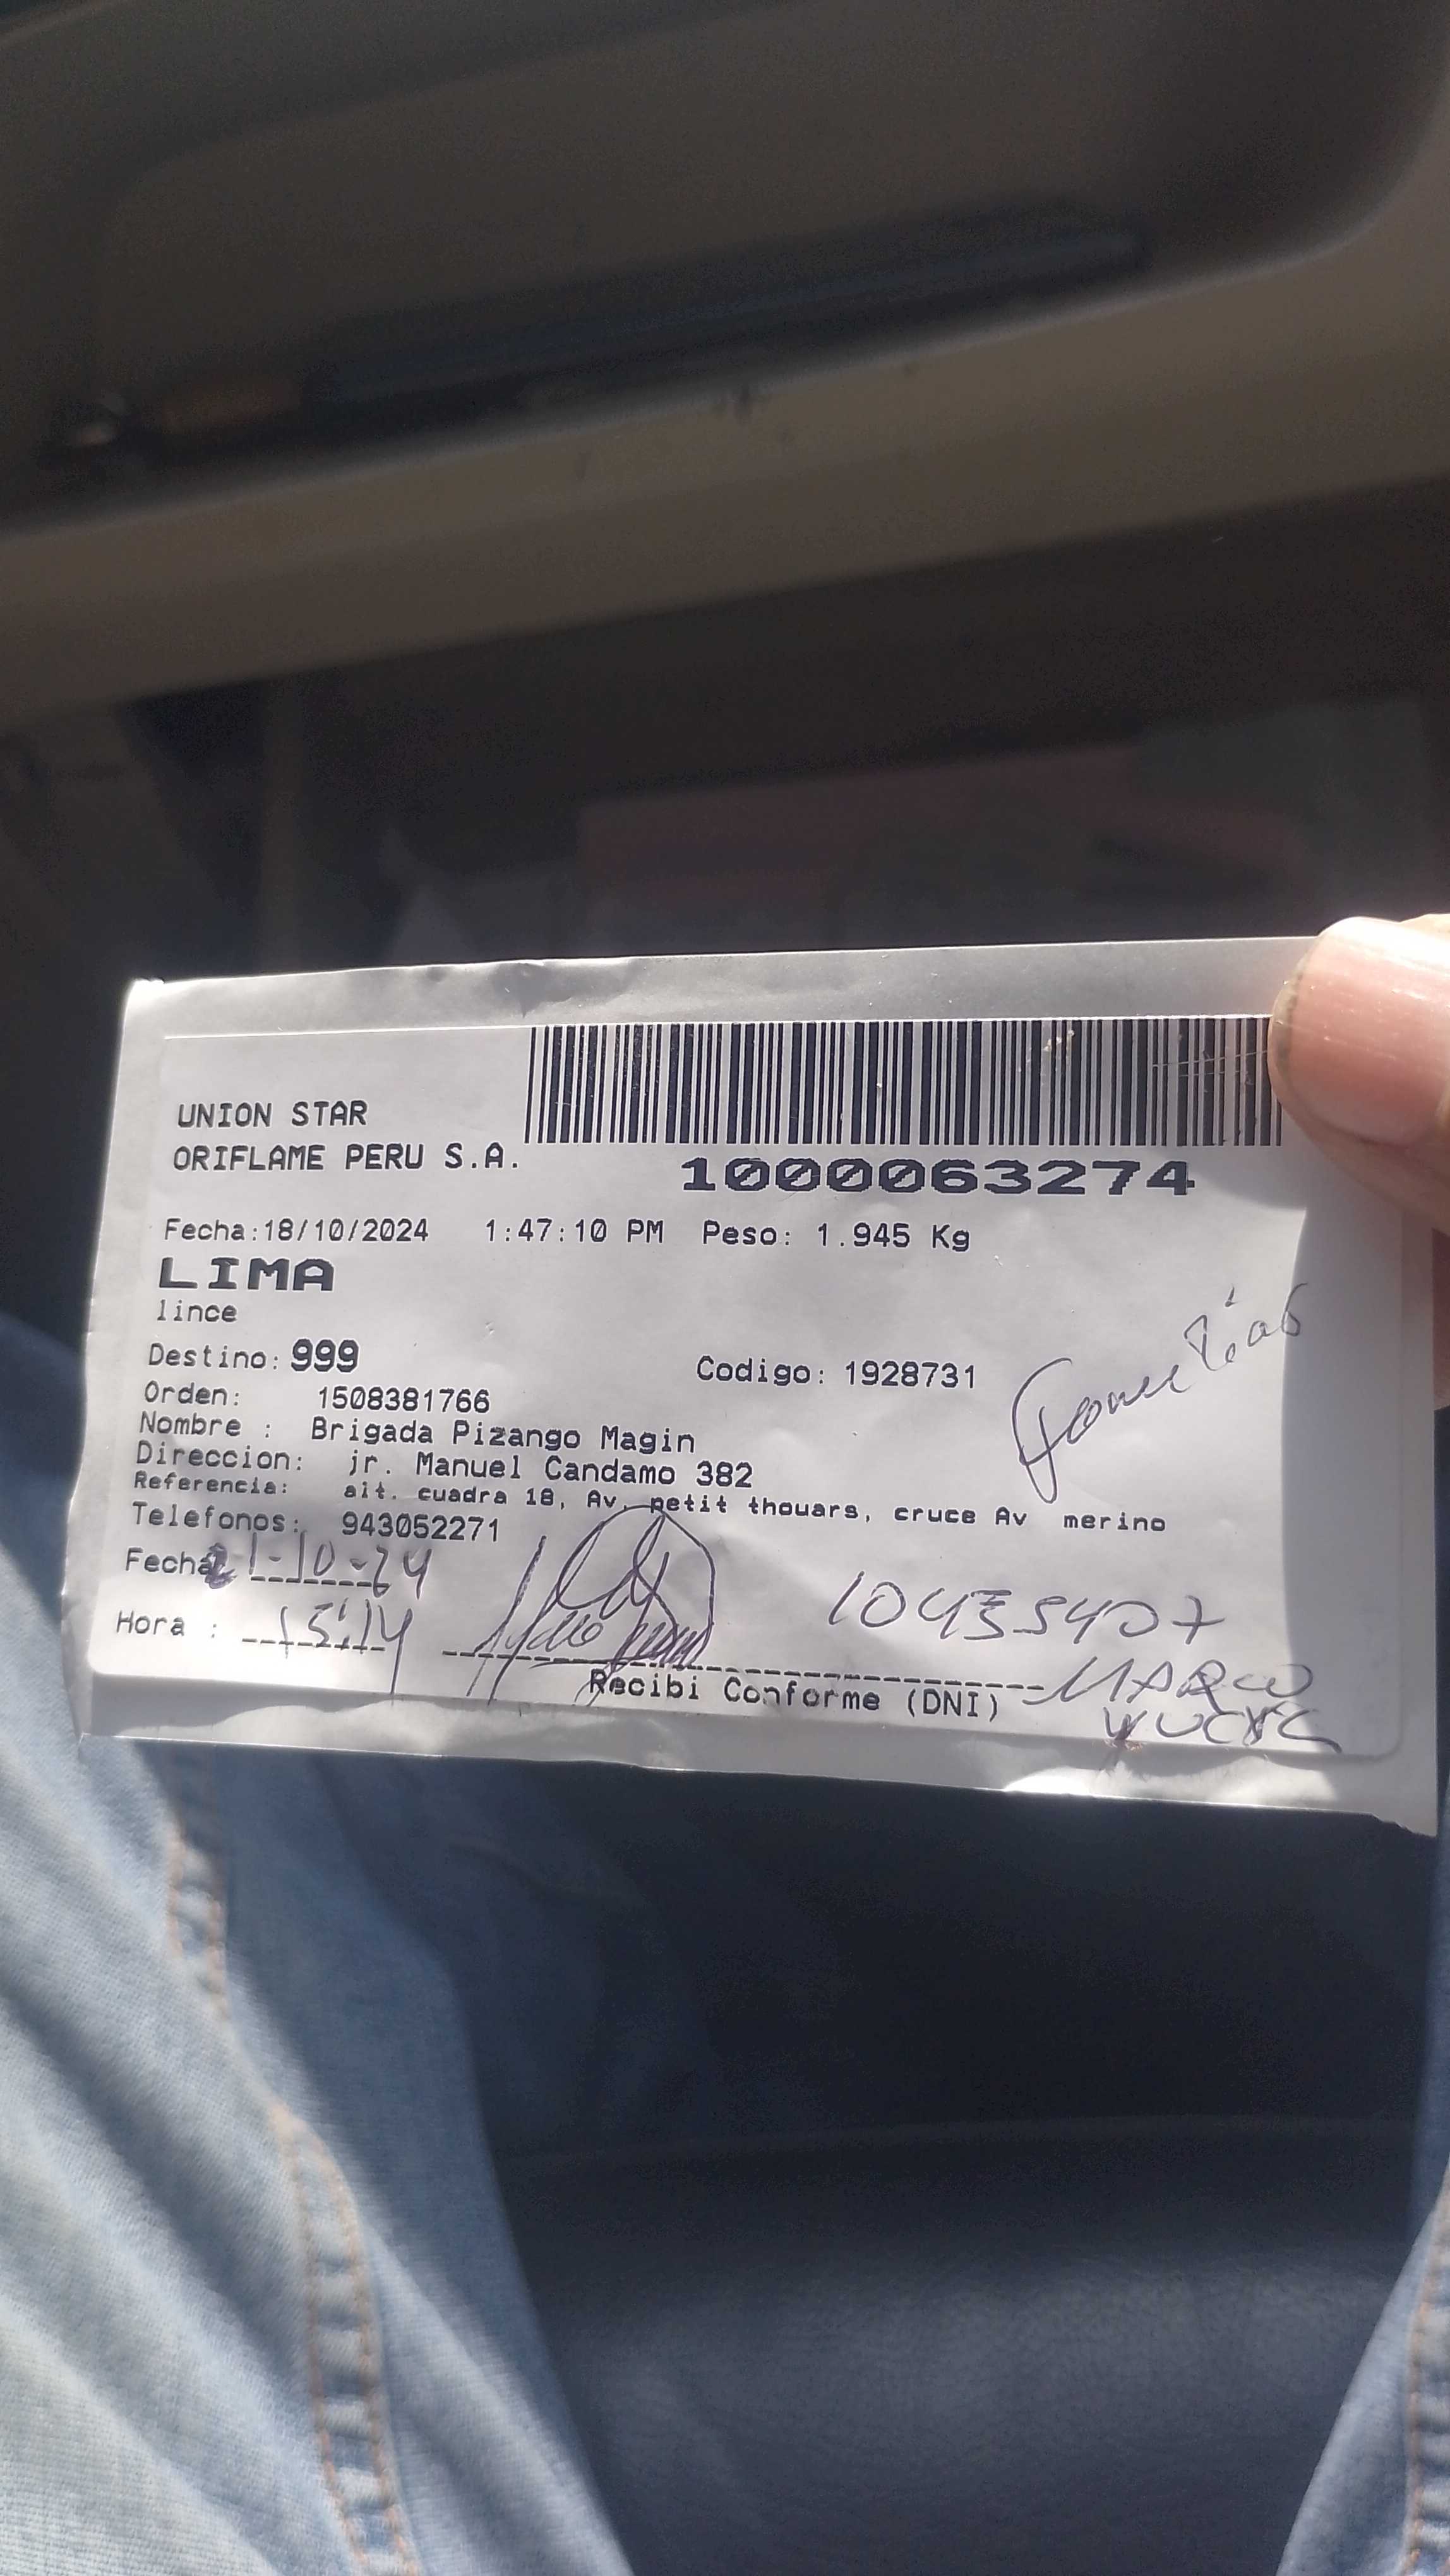 UNION STAR
ORIFLAME PERU S.A.
1000063274
Fecha:18/10/2024 1:47:10 PM Peso: 1.945 Kg
LIMA
lince
Destino: 999 Codigo: 1928731
Orden: 1508381766
Nombre : Brigada Pizango Magin
Direccion: jr. Manuel Candamo 382
Referencia: alt. cuadra 18, Av. petit thouars, cruce Av merino
Telefonos: 943052271
Fecha: 21-10-24
Hora : 15:14
10435407
Recibi Conforme (DNI)
MARCO